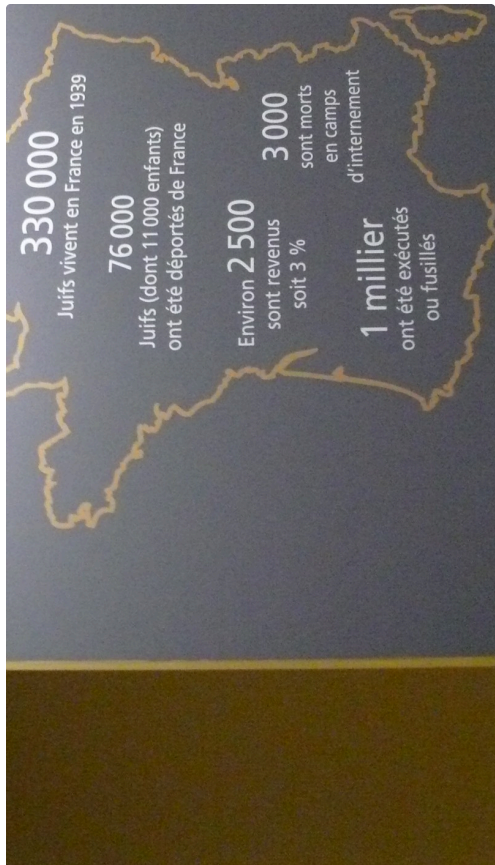 330 000
Juifs vivent en France en 1939
76 000
Juifs (dont 11 000 enfants)
ont été déportés de France
Environ 2 500
sont revenus
soit 3 %
3 000
sont morts
en camps
d'internement
1 millier
ont été exécutés
ou fusillés